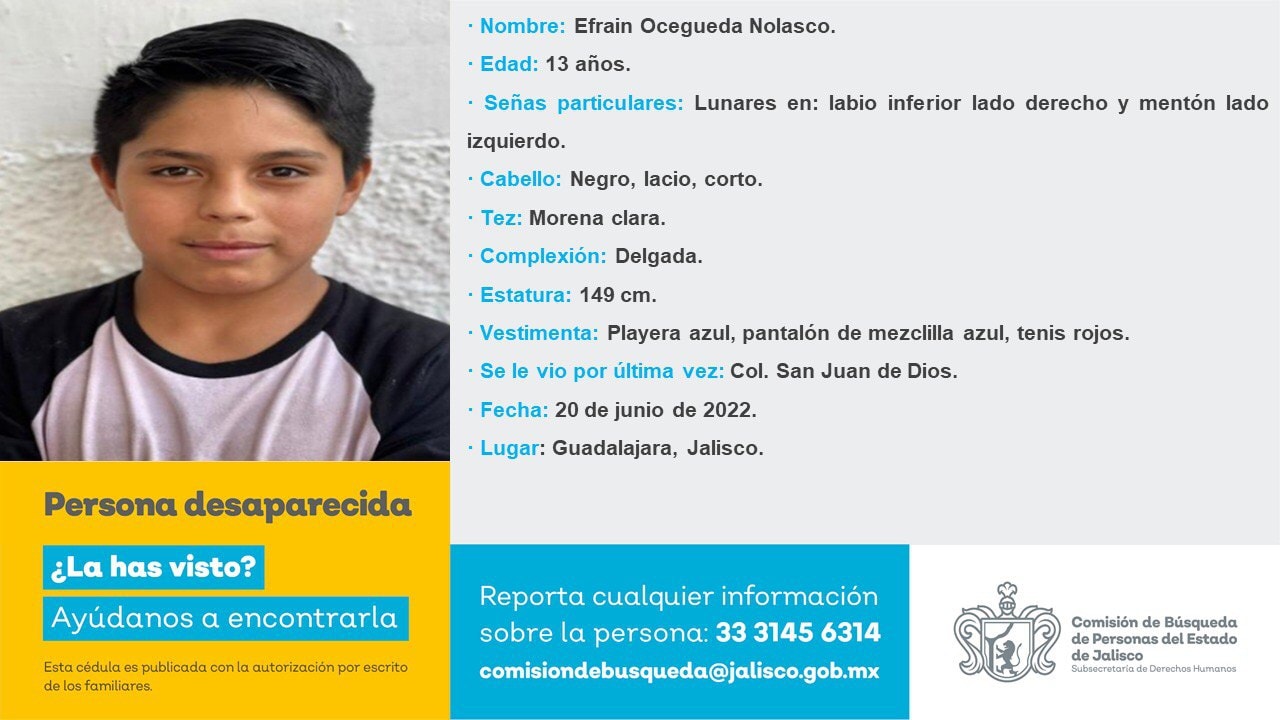 · Nombre: Efrain Ocegueda Nolasco.
· Edad: 13 años.
· Señas particulares: Lunares en: labio inferior lado derecho y mentón lado
izquierdo.
· Cabello: Negro, lacio, corto.
· Tez: Morena clara.
· Complexión: Delgada.
· Estatura: 149 cm.
· Vestimenta: Playera azul, pantalón de mezclilla azul, tenis rojos.
· Se le vio por última vez: Col. San Juan de Dios.
· Fecha: 20 de junio de 2022.
· Lugar: Guadalajara, Jalisco.
Persona desaparecida
¿La has visto?
Ayúdanos a encontrarla
Esta cédula es publicada con la autorización por escrito
de los familiares.
Reporta cualquier información
sobre la persona: 33 3145 6314
comisiondebusqueda@jalisco.gob.mx
Comisión de Búsqueda
de Personas del Estado
de Jalisco
Subsecretaría de Derechos Humanos